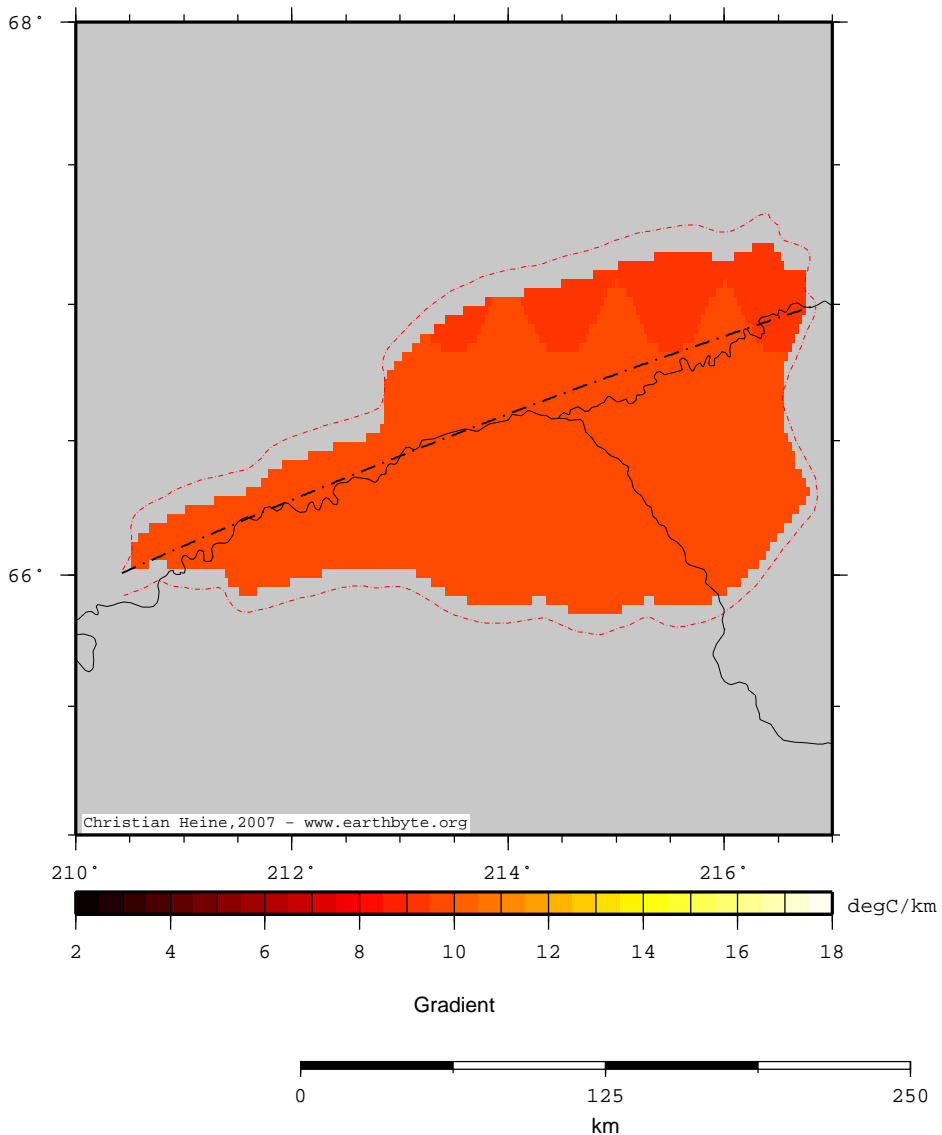 68°
66°
Christian Heine,2007 - www.earthbyte.org
210° 212° 214° 216°
degC/km
2 4 6 8 10 12 14 16 18
Gradient
0 125 250
km